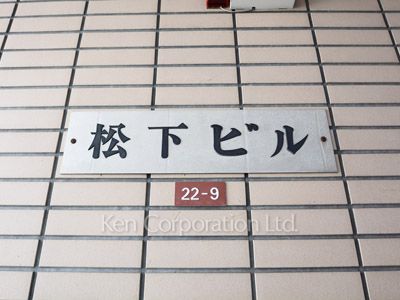 松下ビル
22-9
Ken Corporation Ltd.